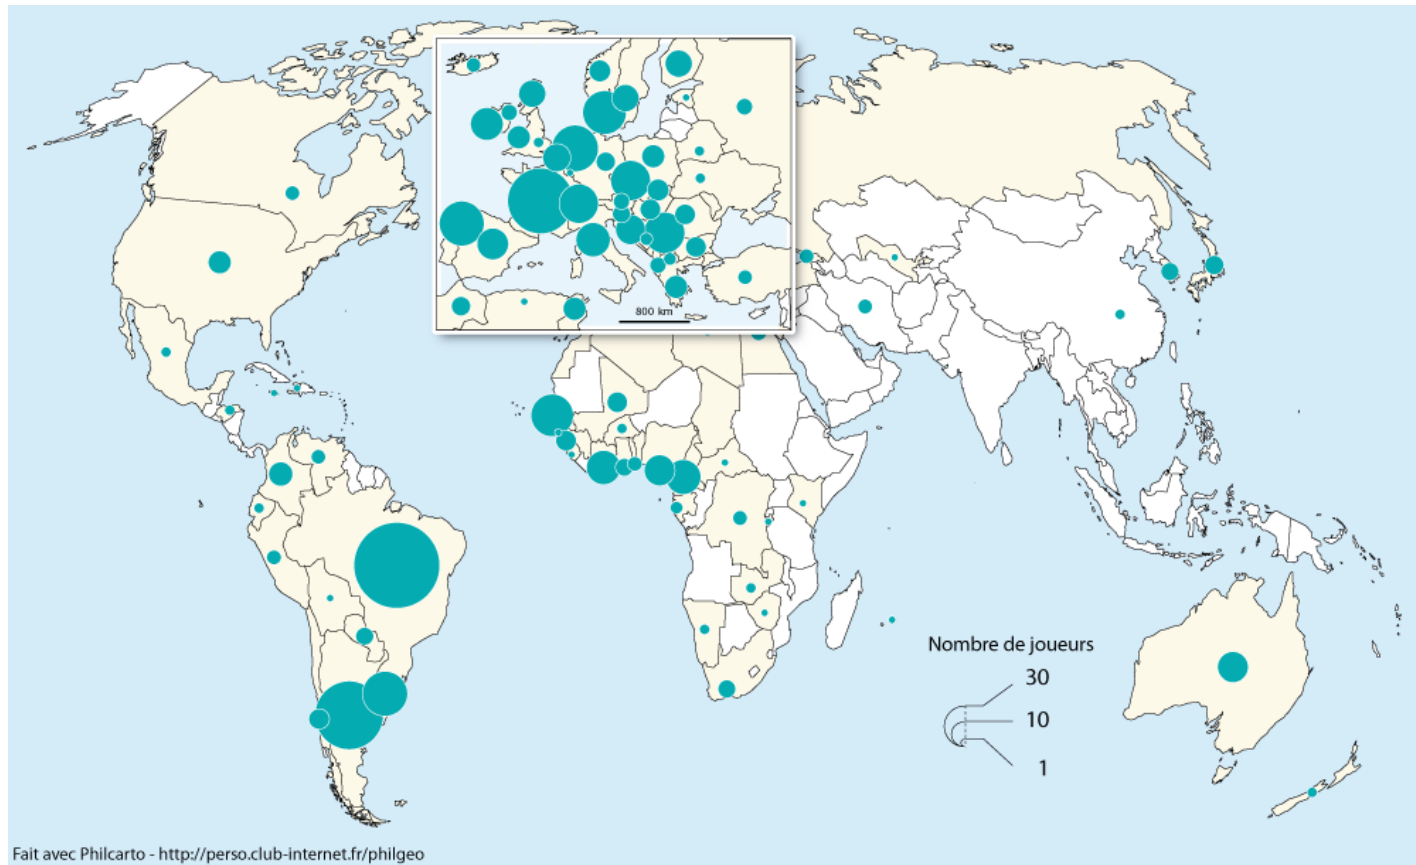 800 km
Nombre de joueurs
30
10
1
Fait avec Philcarto - http://perso.club-internet.fr/philgeo